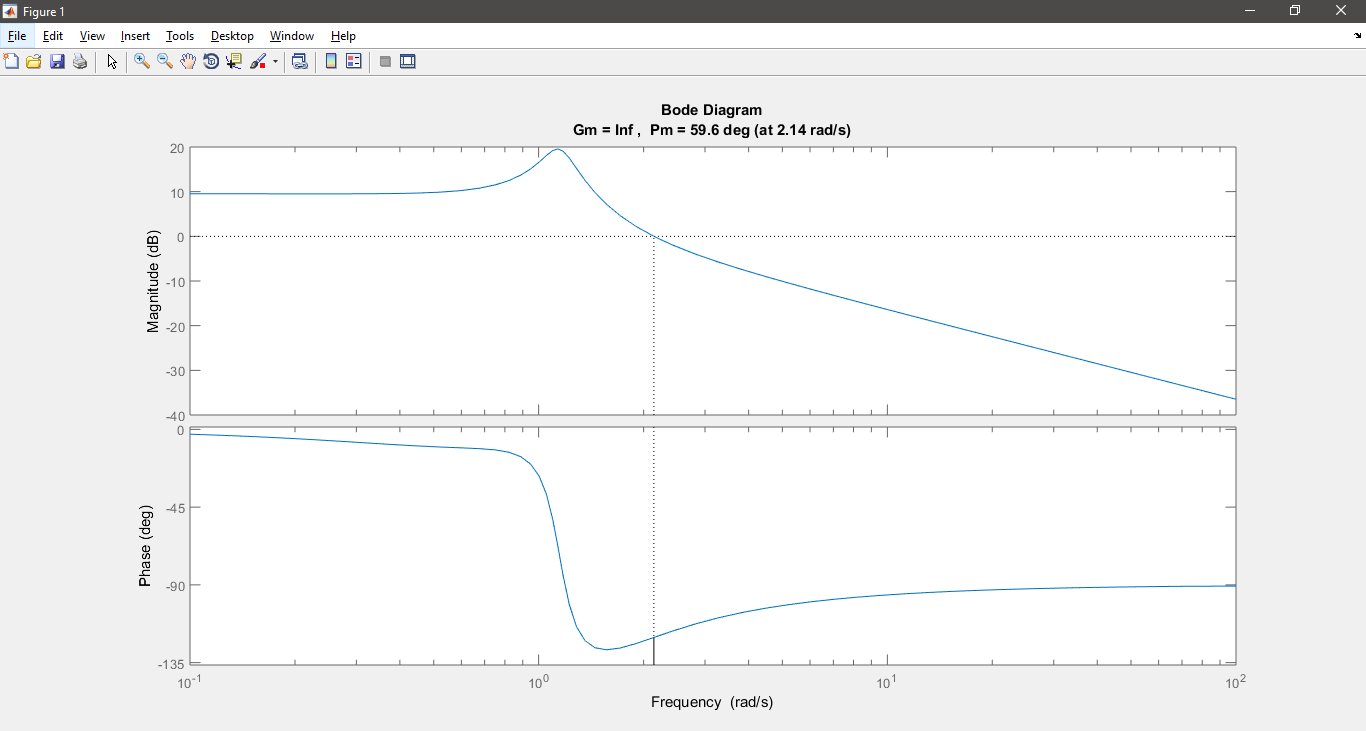 Figure 1
File Edit View Insert Tools Desktop Window Help
Bode Diagram
Gm = Inf , Pm = 59.6 deg (at 2.14 rad/s)
20
10
0
-10
-20
-30
-40
Magnitude (dB)
0
-45
-90
-135
Phase (deg)
10-1 100 101 102
Frequency (rad/s)